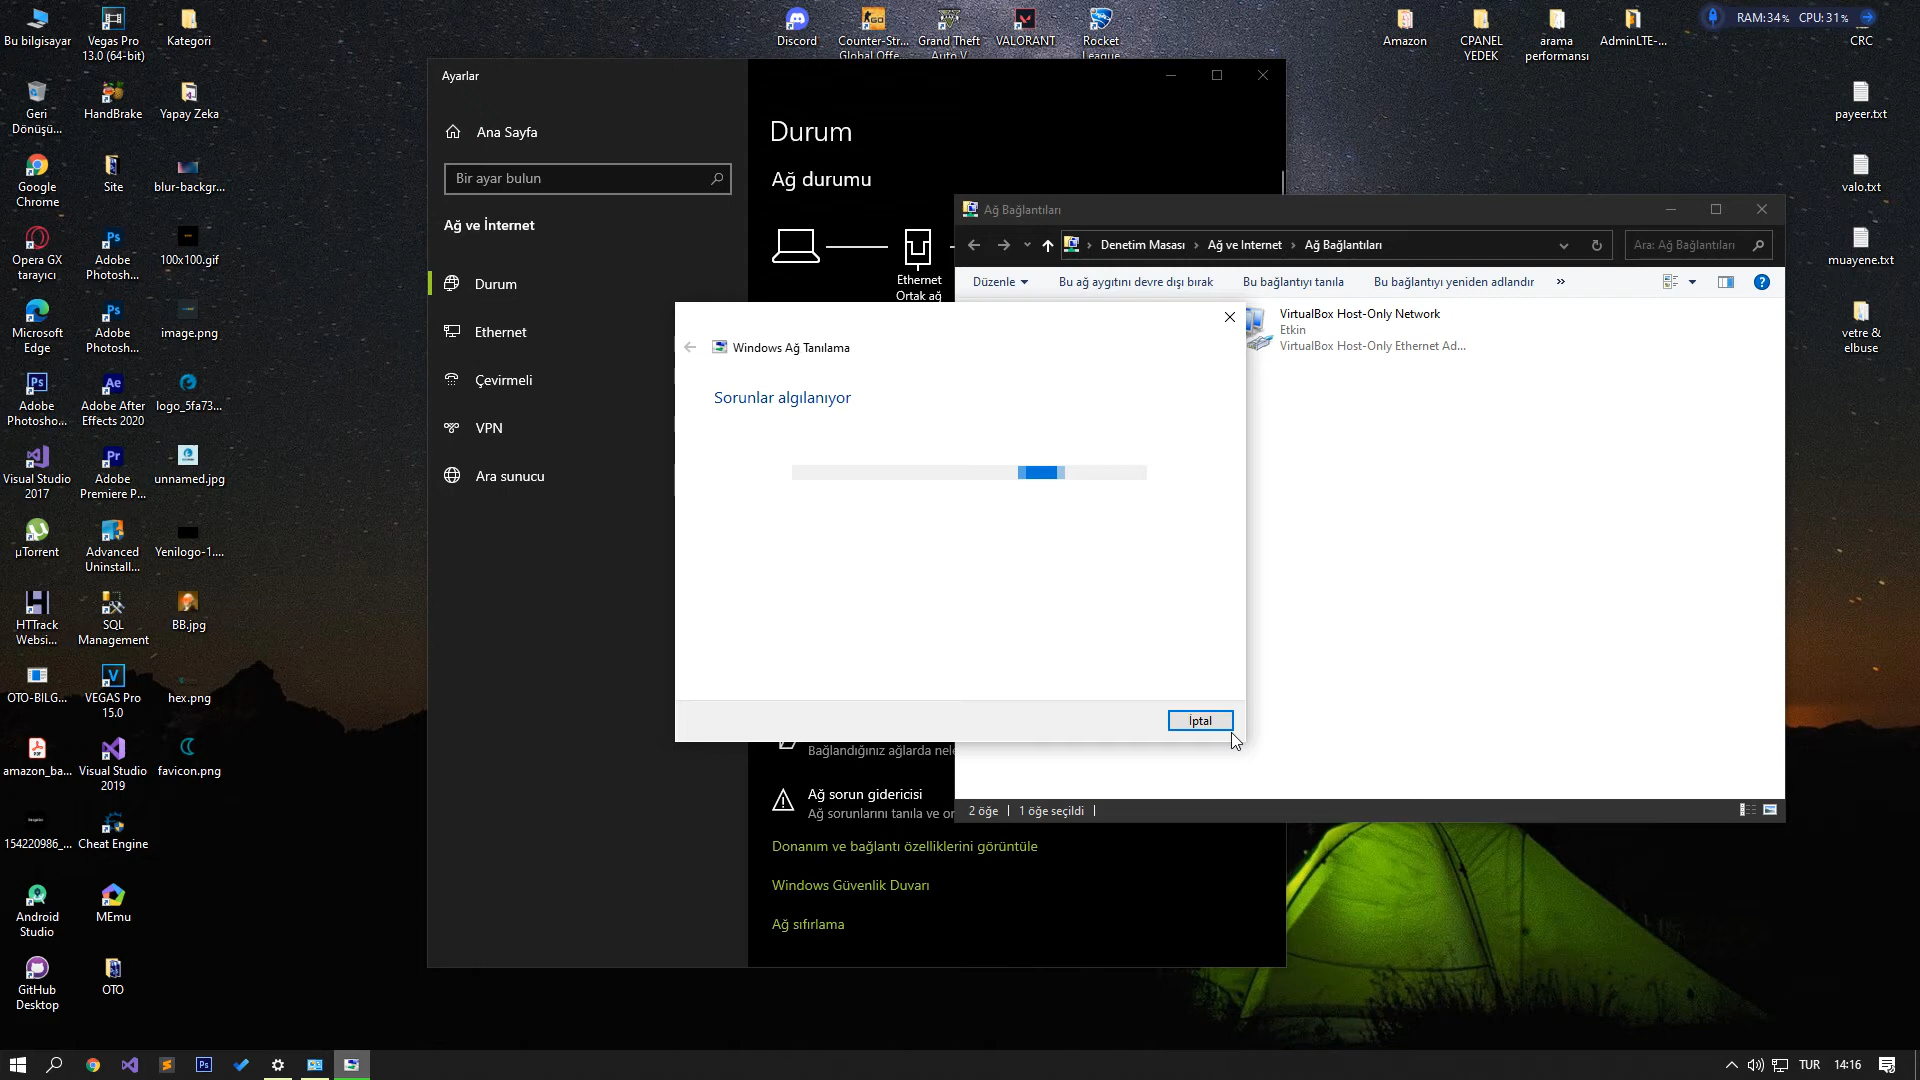 Bu bilgisayar
Vegas Pro
13.0 (64-bit)
Kategori
Discord
Counter-Str...
Global Offe...
Grand Theft
Auto V
VALORANT
Rocket
League
Amazon
CPANEL
YEDEK
arama
performansı
AdminLTE-...
RAM:34% CPU:31%
CRC
Geri
Dönüşü...
HandBrake
Yapay Zeka
payeer.txt
Google
Chrome
Site
blur-backgr...
valo.txt
Opera GX
tarayıcı
Adobe
Photosh...
100x100.gif
muayene.txt
Microsoft
Edge
Adobe
Photosh...
image.png
vetre &
elbuse
Adobe
Photosho...
Adobe After
Effects 2020
logo_5fa73...
Visual Studio
2017
Adobe
Premiere P...
unnamed.jpg
µTorrent
Advanced
Uninstall...
Yenilogo-1....
HTTrack
Websi...
SQL
Management
BB.jpg
OTO-BILG...
VEGAS Pro
15.0
hex.png
amazon_ba...
Visual Studio
2019
favicon.png
154220986_...
Cheat Engine
Android
Studio
MEmu
GitHub
Desktop
OTO
Ayarlar
Ana Sayfa
Bir ayar bulun
Ağ ve İnternet
Durum
Ethernet
Çevirmeli
VPN
Ara sunucu
Durum
Ağ durumu
Ethernet
Ortak ağ
Bağlandığınız ağlarda nele
Ağ sorun gidericisi
Ağ sorunlarını tanıla ve or
Donanım ve bağlantı özelliklerini görüntüle
Windows Güvenlik Duvarı
Ağ sıfırlama
Ağ Bağlantıları
Denetim Masası › Ağ ve Internet › Ağ Bağlantıları
Ara: Ağ Bağlantıları
Düzenle
Bu ağ aygıtını devre dışı bırak
Bu bağlantıyı tanıla
Bu bağlantıyı yeniden adlandır
»
VirtualBox Host-Only Network
Etkin
VirtualBox Host-Only Ethernet Ad...
2 öğe
1 öğe seçildi
Windows Ağ Tanılama
Sorunlar algılanıyor
İptal
TUR
14:16